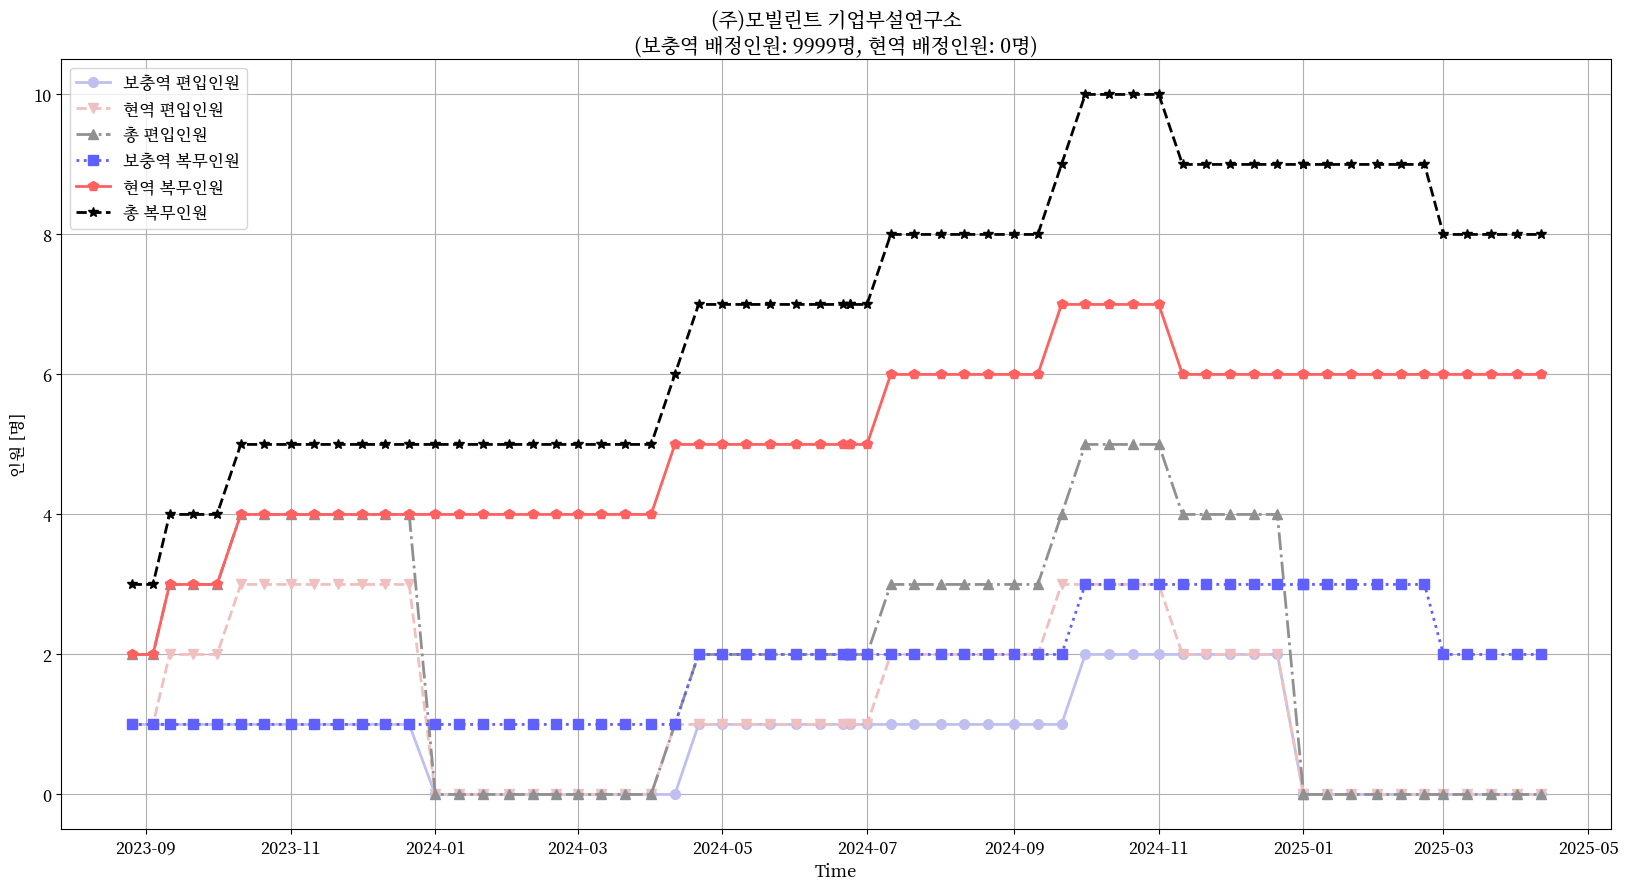 (주)모빌린트 기업부설연구소
(보충역 배정인원: 9999명, 현역 배정인원: 0명)
보충역 편입인원
현역 편입인원
총 편입인원
보충역 복무인원
현역 복무인원
총 복무인원
인원 [명]
10
8
6
4
2
0
2023-09
2023-11
2024-01
2024-03
2024-05
2024-07
2024-09
2024-11
2025-01
2025-03
2025-05
Time